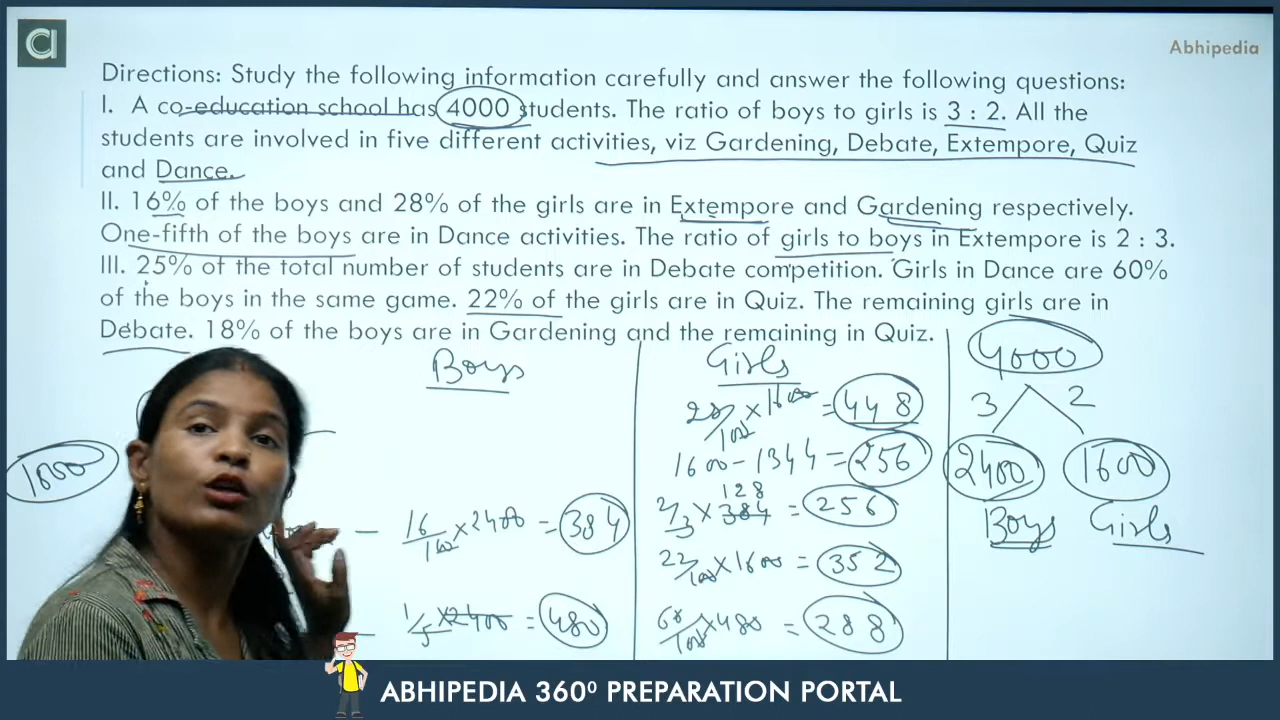 Abhipedia
Directions: Study the following information carefully and answer the following questions:
I. A co-education school has 4000 students. The ratio of boys to girls is 3 : 2. All the
students are involved in five different activities, viz Gardening, Debate, Extempore, Quiz
and Dance.
II. 16% of the boys and 28% of the girls are in Extempore and Gardening respectively.
One-fifth of the boys are in Dance activities. The ratio of girls to boys in Extempore is 2 : 3.
III. 25% of the total number of students are in Debate competition. Girls in Dance are 60%
of the boys in the same game. 22% of the girls are in Quiz. The remaining girls are in
Debate. 18% of the boys are in Gardening and the remaining in Quiz.
Boys
Girls
4000
3 2
2400 1600
Boys Girls
1000
28/100 × 1600 = 448
1600 - 1344 = 256
16/100 × 2400 = 384
2/3 × 384 128 = 256
22/100 × 1600 = 352
1/5 × 2400 = 480
60/100 × 480 = 288
ABHIPEDIA 360⁰ PREPARATION PORTAL